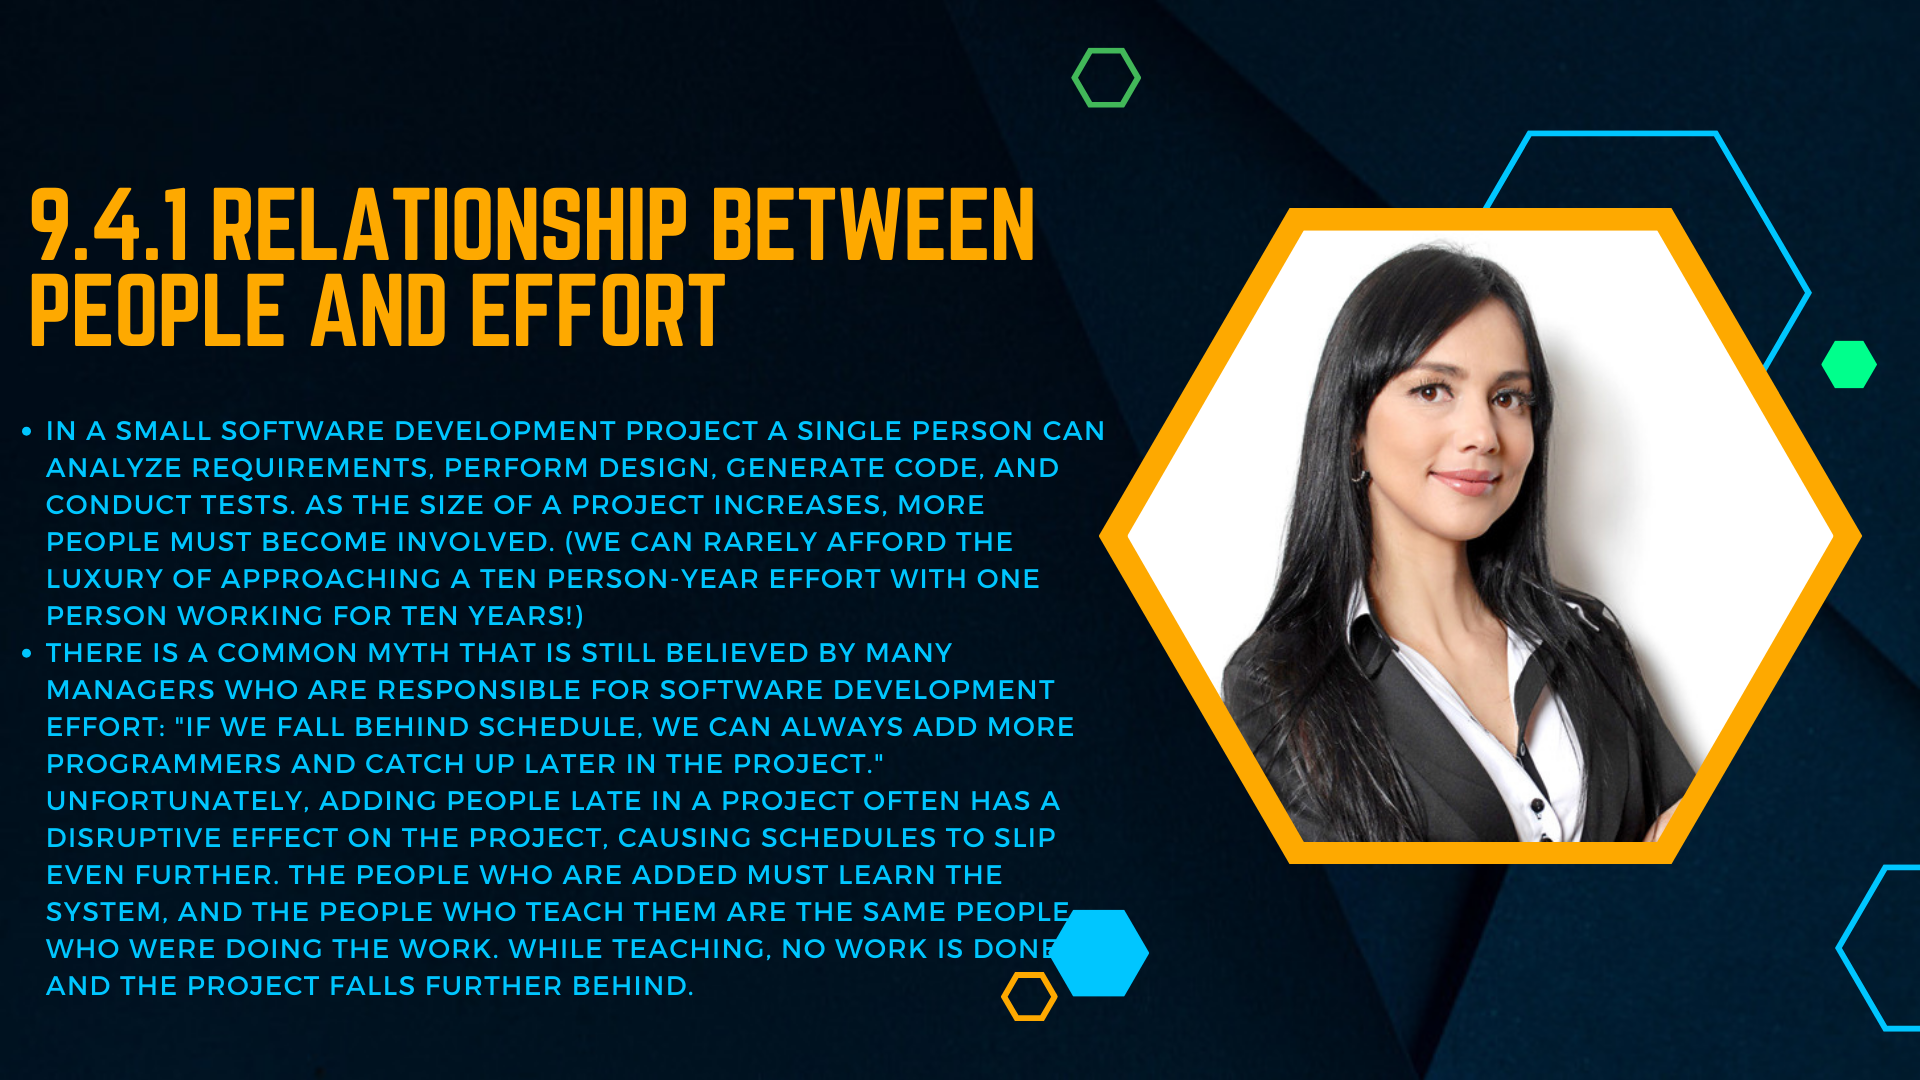 9.4.1 RELATIONSHIP BETWEEN
PEOPLE AND EFFORT
• IN A SMALL SOFTWARE DEVELOPMENT PROJECT A SINGLE PERSON CAN
ANALYZE REQUIREMENTS, PERFORM DESIGN, GENERATE CODE, AND
CONDUCT TESTS. AS THE SIZE OF A PROJECT INCREASES, MORE
PEOPLE MUST BECOME INVOLVED. (WE CAN RARELY AFFORD THE
LUXURY OF APPROACHING A TEN PERSON-YEAR EFFORT WITH ONE
PERSON WORKING FOR TEN YEARS!)
• THERE IS A COMMON MYTH THAT IS STILL BELIEVED BY MANY
MANAGERS WHO ARE RESPONSIBLE FOR SOFTWARE DEVELOPMENT
EFFORT: "IF WE FALL BEHIND SCHEDULE, WE CAN ALWAYS ADD MORE
PROGRAMMERS AND CATCH UP LATER IN THE PROJECT."
UNFORTUNATELY, ADDING PEOPLE LATE IN A PROJECT OFTEN HAS A
DISRUPTIVE EFFECT ON THE PROJECT, CAUSING SCHEDULES TO SLIP
EVEN FURTHER. THE PEOPLE WHO ARE ADDED MUST LEARN THE
SYSTEM, AND THE PEOPLE WHO TEACH THEM ARE THE SAME PEOPLE
WHO WERE DOING THE WORK. WHILE TEACHING, NO WORK IS DONE
AND THE PROJECT FALLS FURTHER BEHIND.